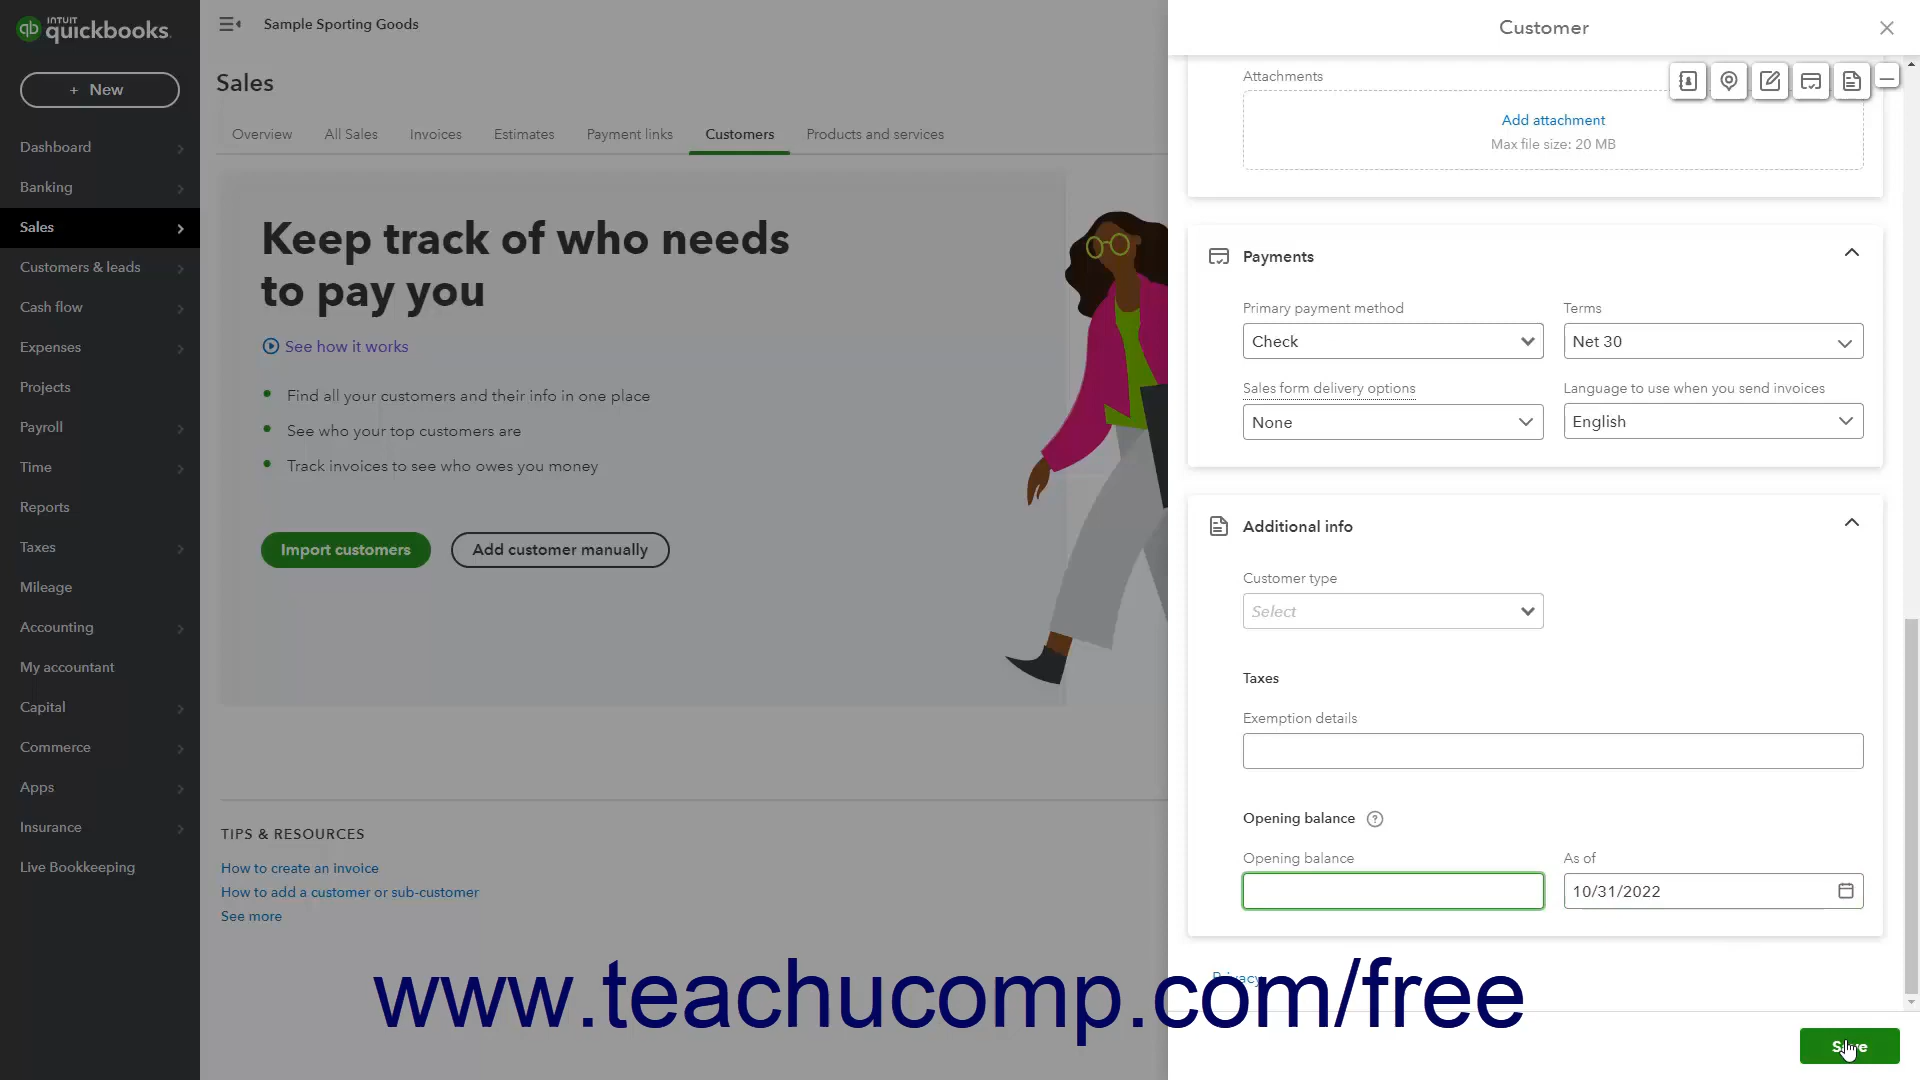 INTUIT
quickbooks.
+ New
Dashboard
Banking
Sales
Customers & leads
Cash flow
Expenses
Projects
Payroll
Time
Reports
Taxes
Mileage
Accounting
My accountant
Capital
Commerce
Apps
Insurance
Live Bookkeeping
Sample Sporting Goods
Sales
Overview
All Sales
Invoices
Estimates
Payment links
Customers
Products and services
Keep track of who needs
to pay you
See how it works
Find all your customers and their info in one place
See who your top customers are
Track invoices to see who owes you money
Import customers
Add customer manually
TIPS & RESOURCES
How to create an invoice
How to add a customer or sub-customer
See more
Customer
Attachments
Add attachment
Max file size: 20 MB
Payments
Primary payment method
Terms
Check
Net 30
Sales form delivery options
Language to use when you send invoices
None
English
Additional info
Customer type
Select
Taxes
Exemption details
Opening balance ?
Opening balance
As of
10/31/2022
Privacy
Save
www.teachucomp.com/free